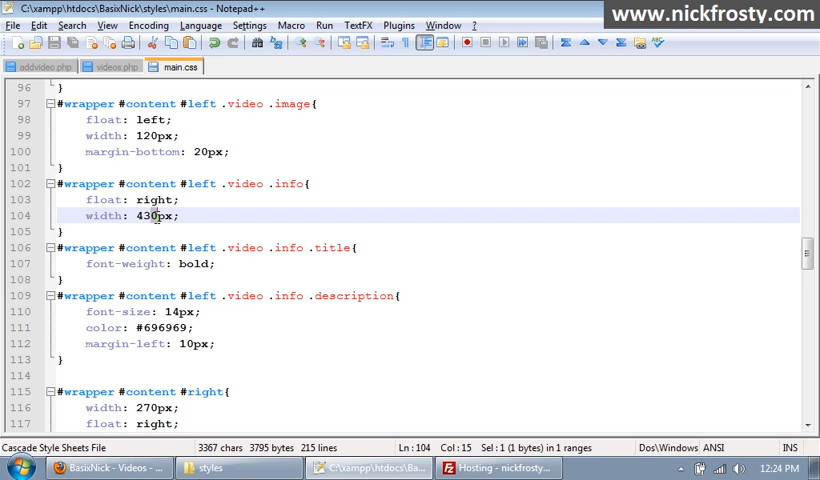 C:\xampp\htdocs\BasixNick\styles\main.css - Notepad++
www.nickfrosty.com
File Edit Search View Encoding Language Settings Macro Run TextFX Plugins Window ?
addvideo.php videos.php main.css
96 }
97 #wrapper #content #left .video .image{
98 float: left;
99 width: 120px;
100 margin-bottom: 20px;
101 }
102 #wrapper #content #left .video .info{
103 float: right;
104 width: 430px;
105 }
106 #wrapper #content #left .video .info .title{
107 font-weight: bold;
108 }
109 #wrapper #content #left .video .info .description{
110 font-size: 14px;
111 color: #696969;
112 margin-left: 10px;
113 }
114
115 #wrapper #content #right{
116 width: 270px;
117 float: right;
Cascade Style Sheets File 3367 chars 3795 bytes 215 lines Ln : 104 Col : 15 Sel : 1 (1 bytes) in 1 ranges Dos\Windows ANSI INS
BasixNick - Videos - ... styles C:\xampp\htdocs\Ba... Hosting - nickfrosty... 12:24 PM